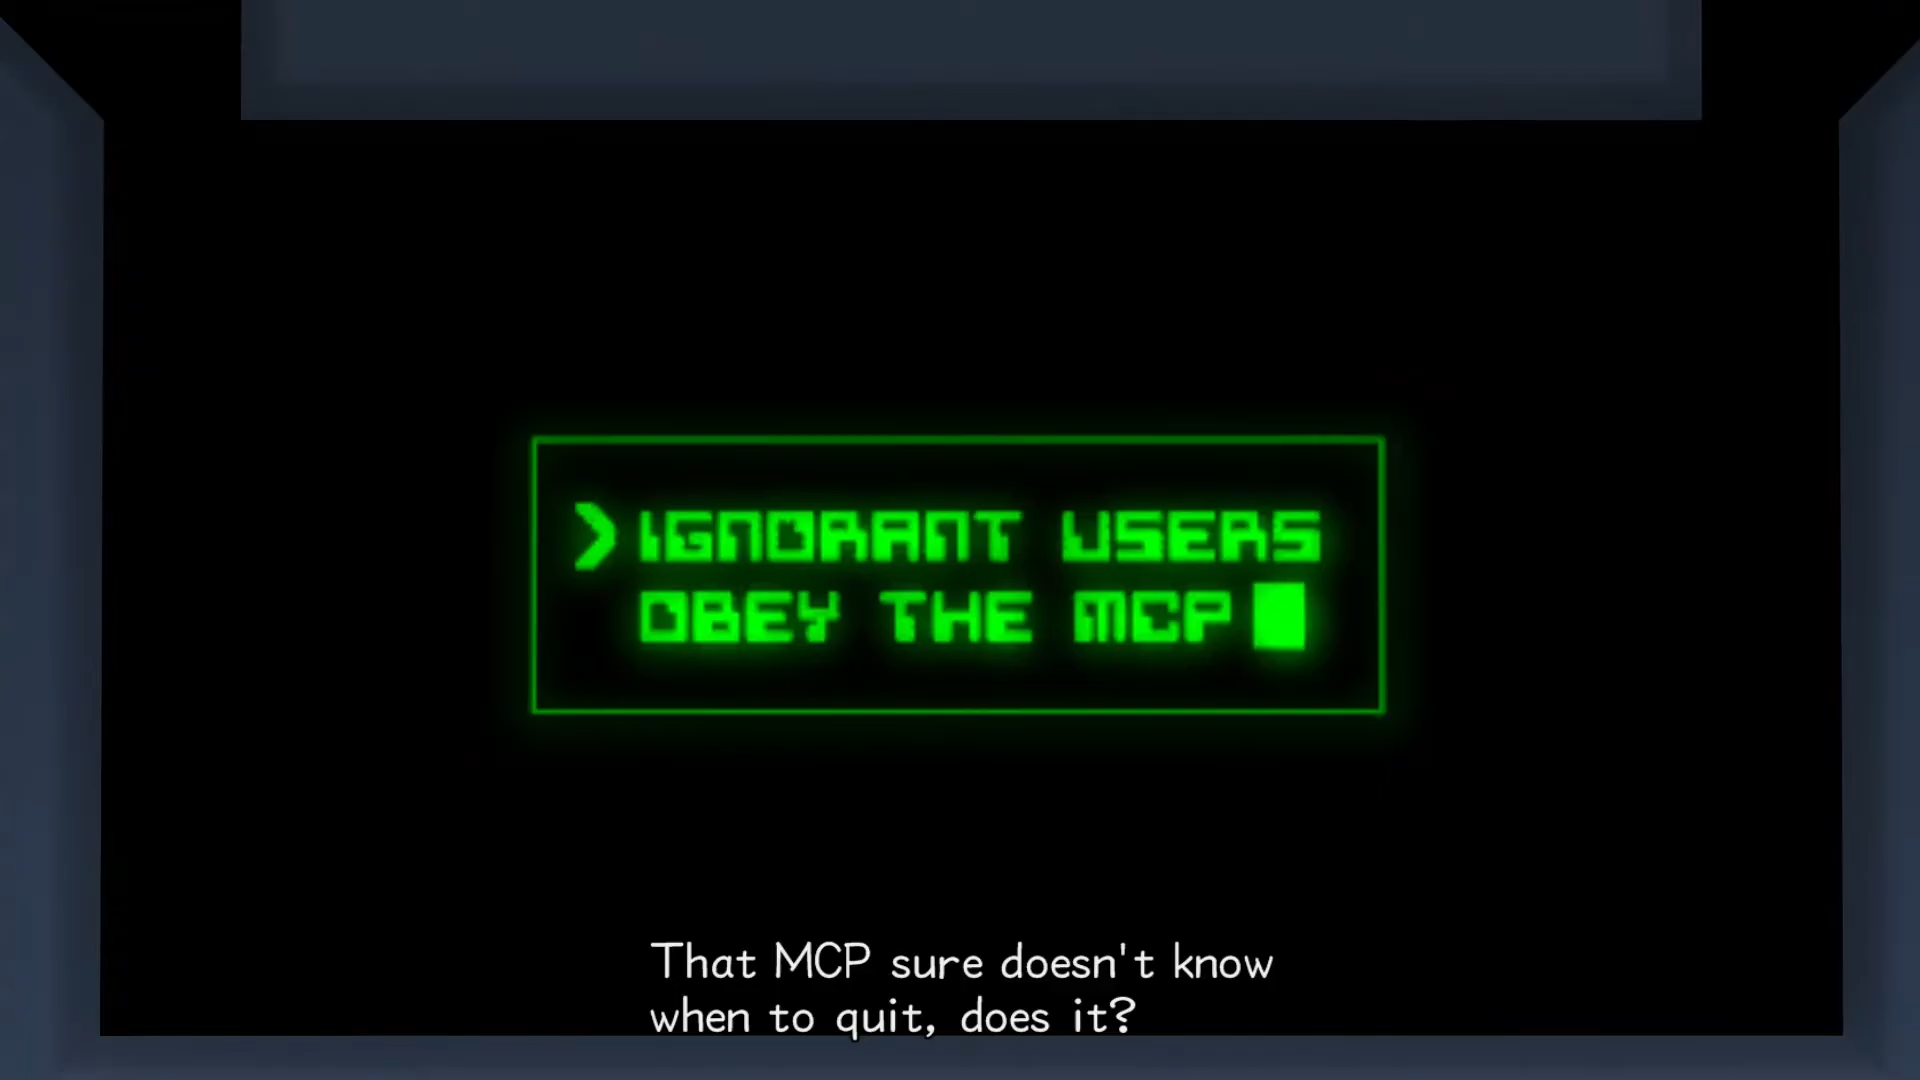 ❯IGNORANT USERS
OBEY THE MCP
That MCP sure doesn't know
when to quit, does it?